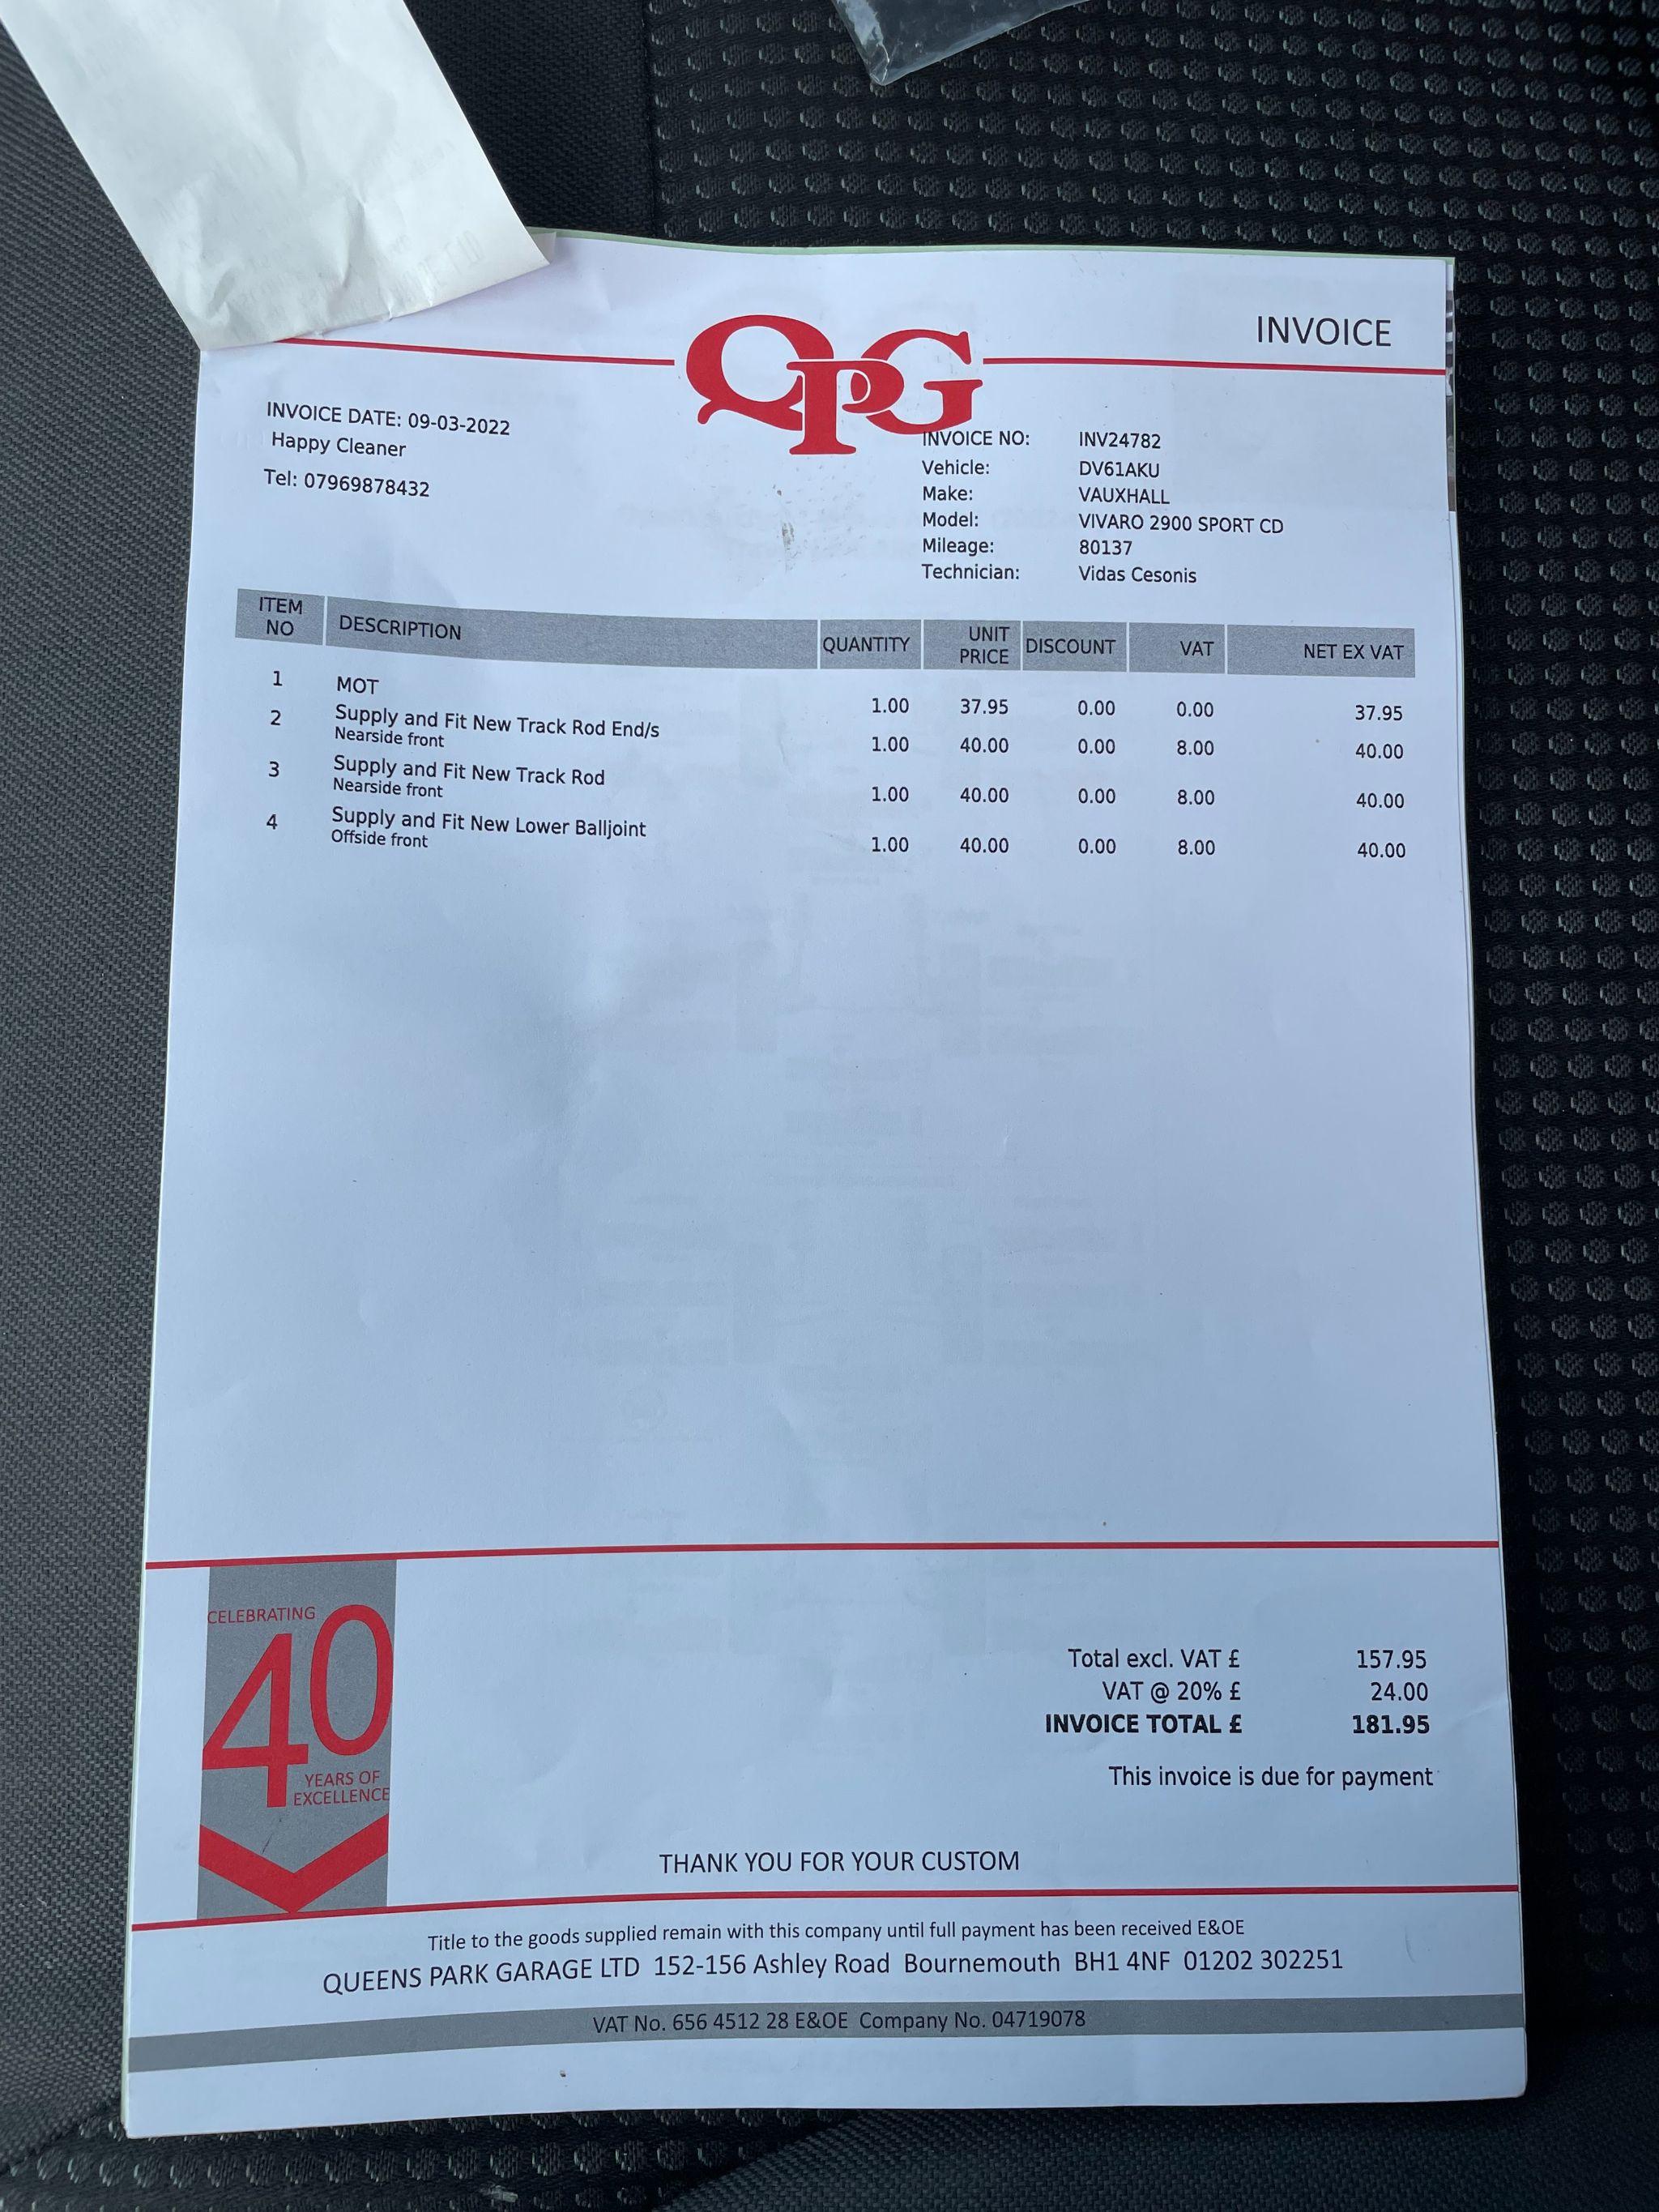 QPG
INVOICE
INVOICE DATE: 09-03-2022
Happy Cleaner
Tel: 07969878432
INVOICE NO: INV24782
Vehicle: DV61AKU
Make: VAUXHALL
Model: VIVARO 2900 SPORT CD
Mileage: 80137
Technician: Vidas Cesonis
ITEM NO DESCRIPTION QUANTITY UNIT PRICE DISCOUNT VAT NET EX VAT
1 MOT 1.00 37.95 0.00 0.00 37.95
2 Supply and Fit New Track Rod End/s 1.00 40.00 0.00 8.00 40.00
Nearside front
3 Supply and Fit New Track Rod 1.00 40.00 0.00 8.00 40.00
Nearside front
4 Supply and Fit New Lower Balljoint 1.00 40.00 0.00 8.00 40.00
Offside front
CELEBRATING
40
YEARS OF
EXCELLENCE
Total excl. VAT £ 157.95
VAT @ 20% £ 24.00
INVOICE TOTAL £ 181.95
This invoice is due for payment
THANK YOU FOR YOUR CUSTOM
Title to the goods supplied remain with this company until full payment has been received E&OE
QUEENS PARK GARAGE LTD 152-156 Ashley Road Bournemouth BH1 4NF 01202 302251
VAT No. 656 4512 28 E&OE Company No. 04719078